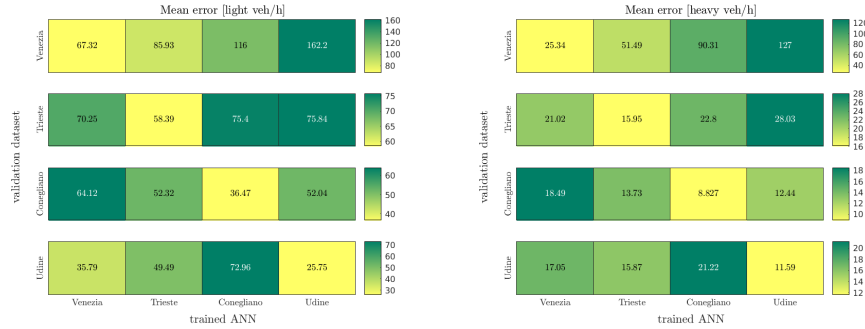 Mean error [light veh/h]
validation dataset
Venezia
67.32 85.93 116 162.2
160
140
120
100
80
Trieste
70.25 58.39 75.4 75.84
75
70
65
60
Conegliano
64.12 52.32 36.47 52.04
60
50
40
Udine
35.79 49.49 72.96 25.75
70
60
50
40
30
Venezia Trieste Conegliano Udine
trained ANN
Mean error [heavy veh/h]
validation dataset
Venezia
25.34 51.49 90.31 127
120
100
80
60
40
Trieste
21.02 15.95 22.8 28.03
28
26
24
22
20
18
16
Conegliano
18.49 13.73 8.827 12.44
18
16
14
12
10
Udine
17.05 15.87 21.22 11.59
20
18
16
14
12
Venezia Trieste Conegliano Udine
trained ANN